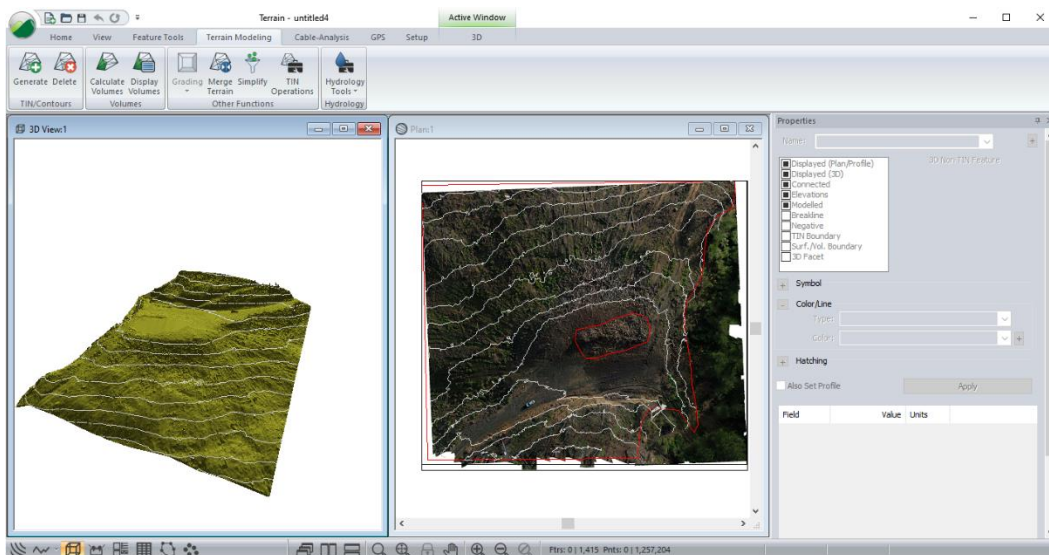 Terrain - untitled4
Active Window
Home View Feature Tools Terrain Modeling Cable-Analysis GPS Setup 3D
Generate Delete Calculate Volumes Display Volumes Grading Merge Terrain Simplify TIN Operations Hydrology Tools
TIN/Contours Volumes Other Functions Hydrology
3D View:1
Plan:1
Properties
Name:
3D Non-TIN Feature
Displayed (Plan/Profile)
Displayed (3D)
Connected
Elevations
Modelled
Breakline
Negative
TIN Boundary
Surf./Vol. Boundary
3D Facet
Symbol
Color/Line
Type:
Color:
Hatching
Also Set Profile Apply
Field Value Units
Ftrs: 0 | 1,415 Pnts: 0 | 1,257,204